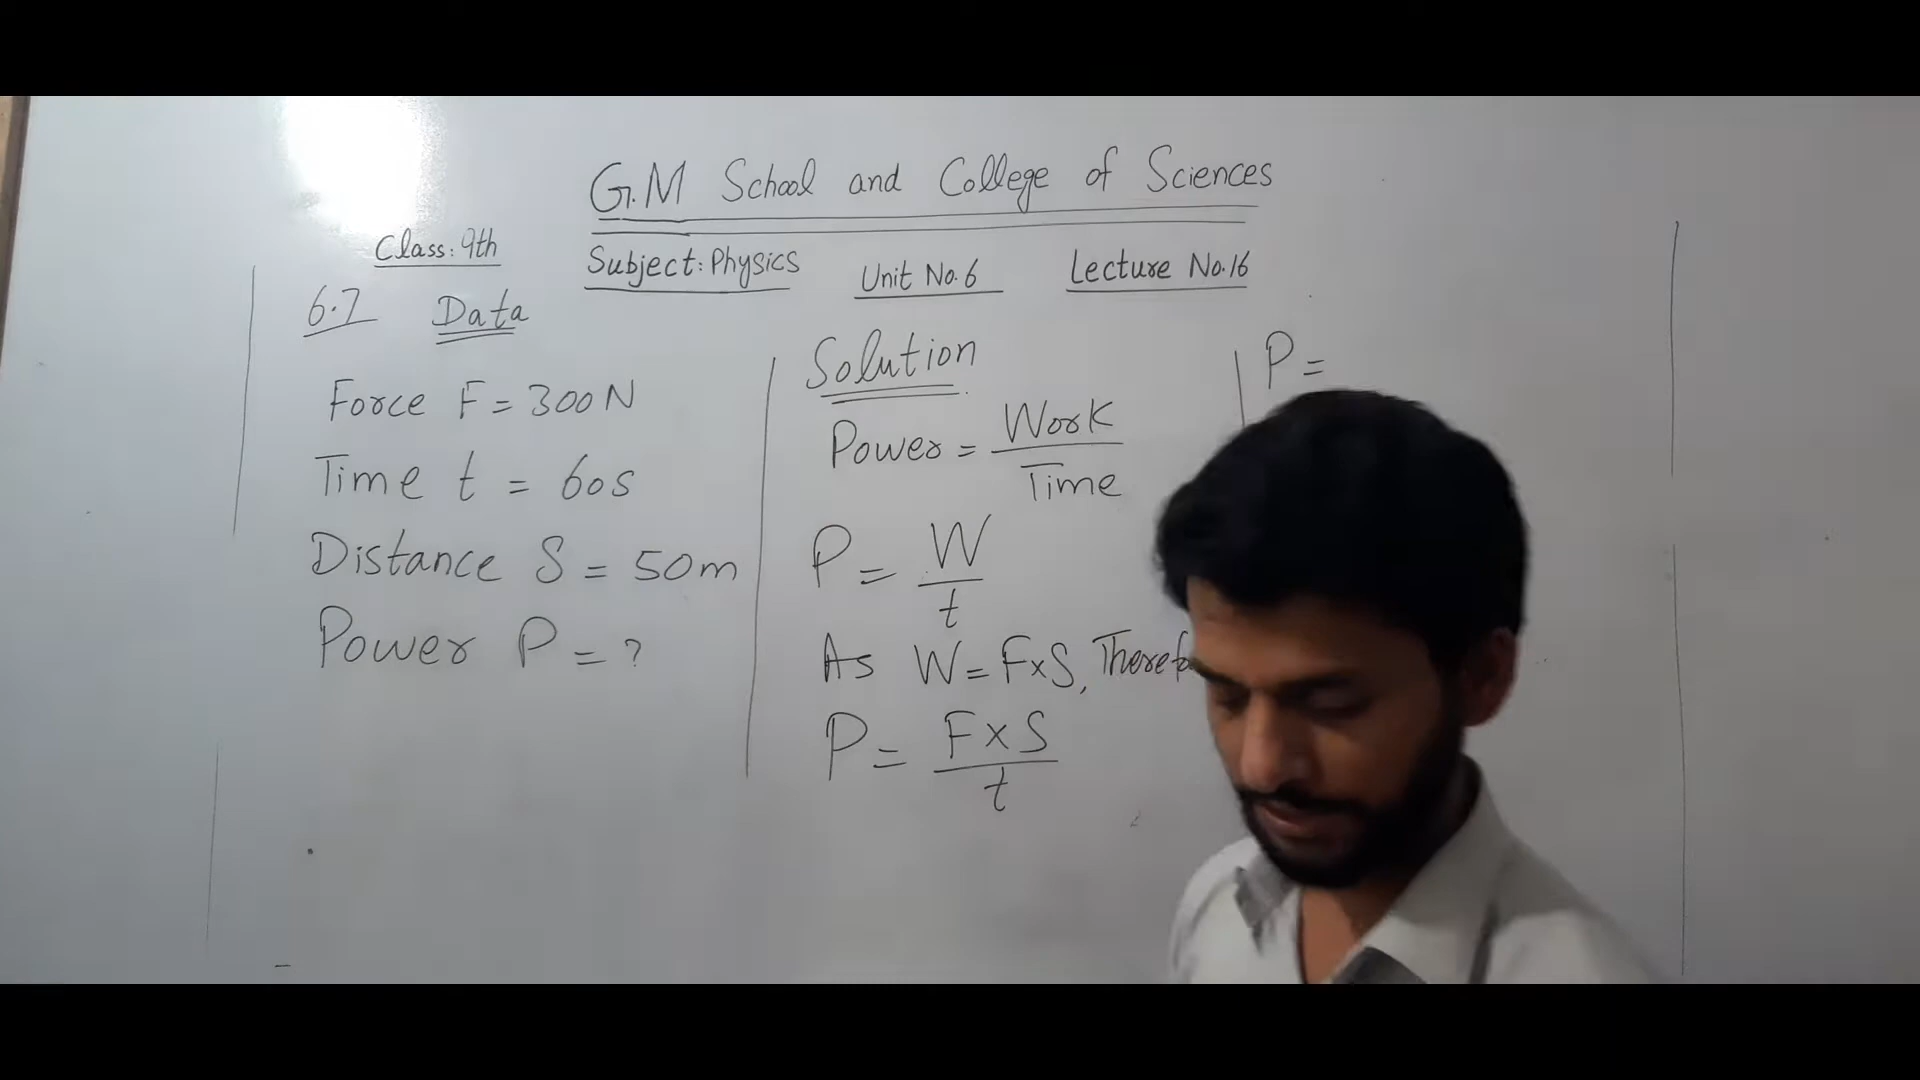 G.M School and College of Sciences
Class: 9th
Subject: Physics Unit No. 6 Lecture No. 16
6.7 Data
Force F = 300N
Time t = 60s
Distance S = 50m
Power P = ?
Solution
Power = Work / Time
P = W / t
As W = F×S,
P = F × S / t
P =